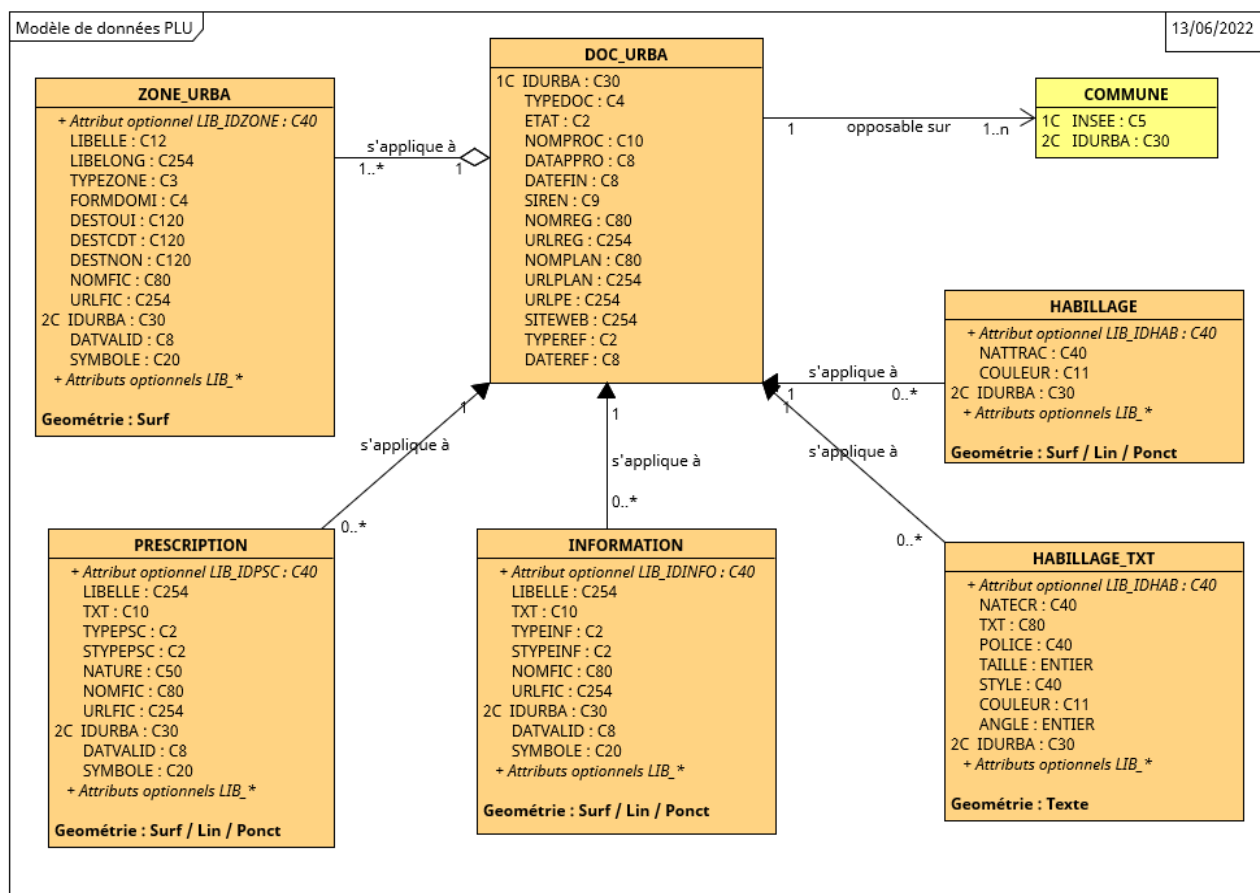 Modèle de données PLU
13/06/2022
DOC_URBA
1C IDURBA : C30
TYPEDOC : C4
ETAT : C2
NOMPROC : C10
DATAPPRO : C8
DATEFIN : C8
SIREN : C9
NOMREG : C80
URLREG : C254
NOMPLAN : C80
URLPLAN : C254
URLPE : C254
SITEWEB : C254
TYPEREF : C2
DATEREF : C8
ZONE_URBA
+ Attribut optionnel LIB_IDZONE : C40
LIBELLE : C12
LIBELONG : C254
TYPEZONE : C3
FORMDOMI : C4
DESTOUI : C120
DESTCDT : C120
DESTNON : C120
NOMFIC : C80
URLFIC : C254
2C IDURBA : C30
DATVALID : C8
SYMBOLE : C20
+ Attributs optionnels LIB_*
Geométrie : Surf
s'applique à
1..*
1
COMMUNE
1C INSEE : C5
2C IDURBA : C30
1
opposable sur
1..n
HABILLAGE
+ Attribut optionnel LIB_IDHAB : C40
NATTRAC : C40
COULEUR : C11
2C IDURBA : C30
+ Attributs optionnels LIB_*
Geométrie : Surf / Lin / Ponct
s'applique à
1
0..*
1
s'applique à
0..*
1
s'applique à
0..*
1
s'applique à
0..*
PRESCRIPTION
+ Attribut optionnel LIB_IDPSC : C40
LIBELLE : C254
TXT : C10
TYPEPSC : C2
STYPEPSC : C2
NATURE : C50
NOMFIC : C80
URLFIC : C254
2C IDURBA : C30
DATVALID : C8
SYMBOLE : C20
+ Attributs optionnels LIB_*
Geométrie : Surf / Lin / Ponct
INFORMATION
+ Attribut optionnel LIB_IDINFO : C40
LIBELLE : C254
TXT : C10
TYPEINF : C2
STYPEINF : C2
NOMFIC : C80
URLFIC : C254
2C IDURBA : C30
DATVALID : C8
SYMBOLE : C20
+ Attributs optionnels LIB_*
Geométrie : Surf / Lin / Ponct
HABILLAGE_TXT
+ Attribut optionnel LIB_IDHAB : C40
NATECR : C40
TXT : C80
POLICE : C40
TAILLE : ENTIER
STYLE : C40
COULEUR : C11
ANGLE : ENTIER
2C IDURBA : C30
+ Attributs optionnels LIB_*
Geométrie : Texte